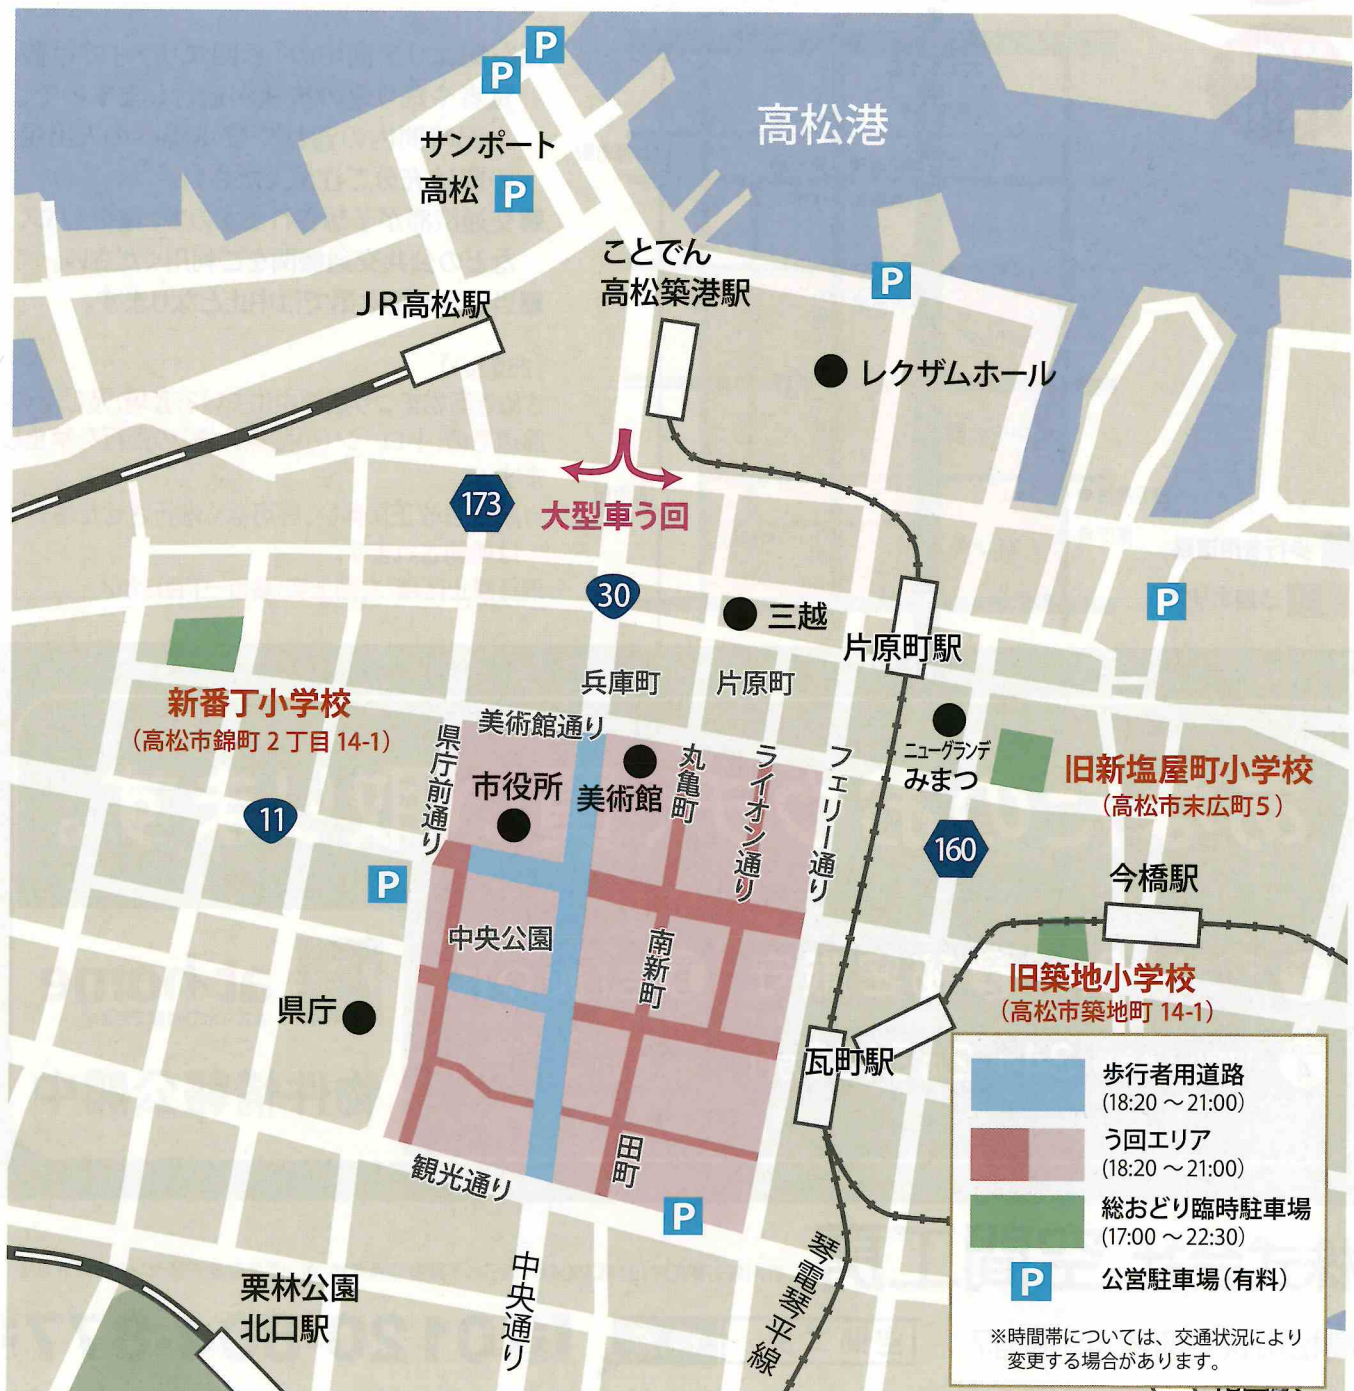 P
P
サンポート
高松
P
高松港
ことでん
高松築港駅
P
JR高松駅
レクザムホール
173
大型車う回
30
三越
P
片原町駅
兵庫町
片原町
新番丁小学校
(高松市錦町2丁目14-1)
美術館通り
県庁前通り
市役所
美術館
丸亀町
ライオン通り
フェリー通り
ニューグランデ
みまつ
旧新塩屋町小学校
(高松市末広町5)
11
160
P
今橋駅
中央公園
南新町
旧築地小学校
(高松市築地町14-1)
県庁
瓦町駅
田町
観光通り
P
中央通り
琴電琴平線
栗林公園
北口駅
歩行者用道路
(18:20~21:00)
う回エリア
(18:20~21:00)
総おどり臨時駐車場
(17:00~22:30)
P 公営駐車場(有料)
※時間帯については、交通状況により
変更する場合があります。